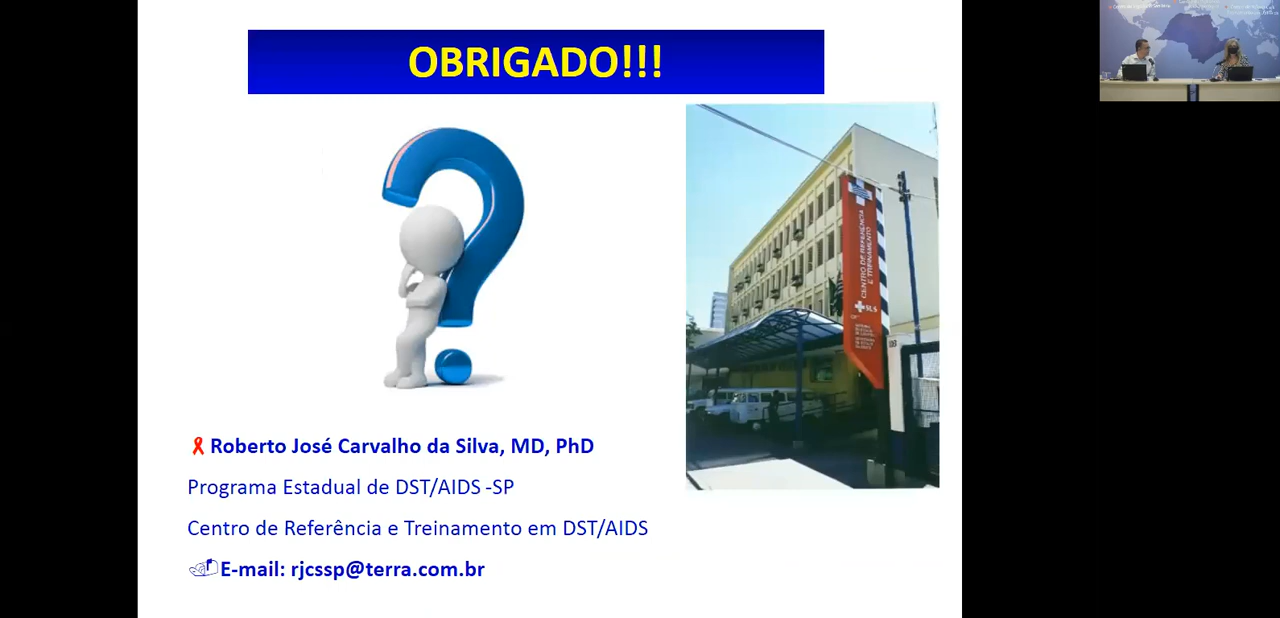 OBRIGADO!!!
CENTRO DE REFERÊNCIA
E TREINAMENTO
SUS
Roberto José Carvalho da Silva, MD, PhD
Programa Estadual de DST/AIDS -SP
Centro de Referência e Treinamento em DST/AIDS
E-mail: rjcssp@terra.com.br